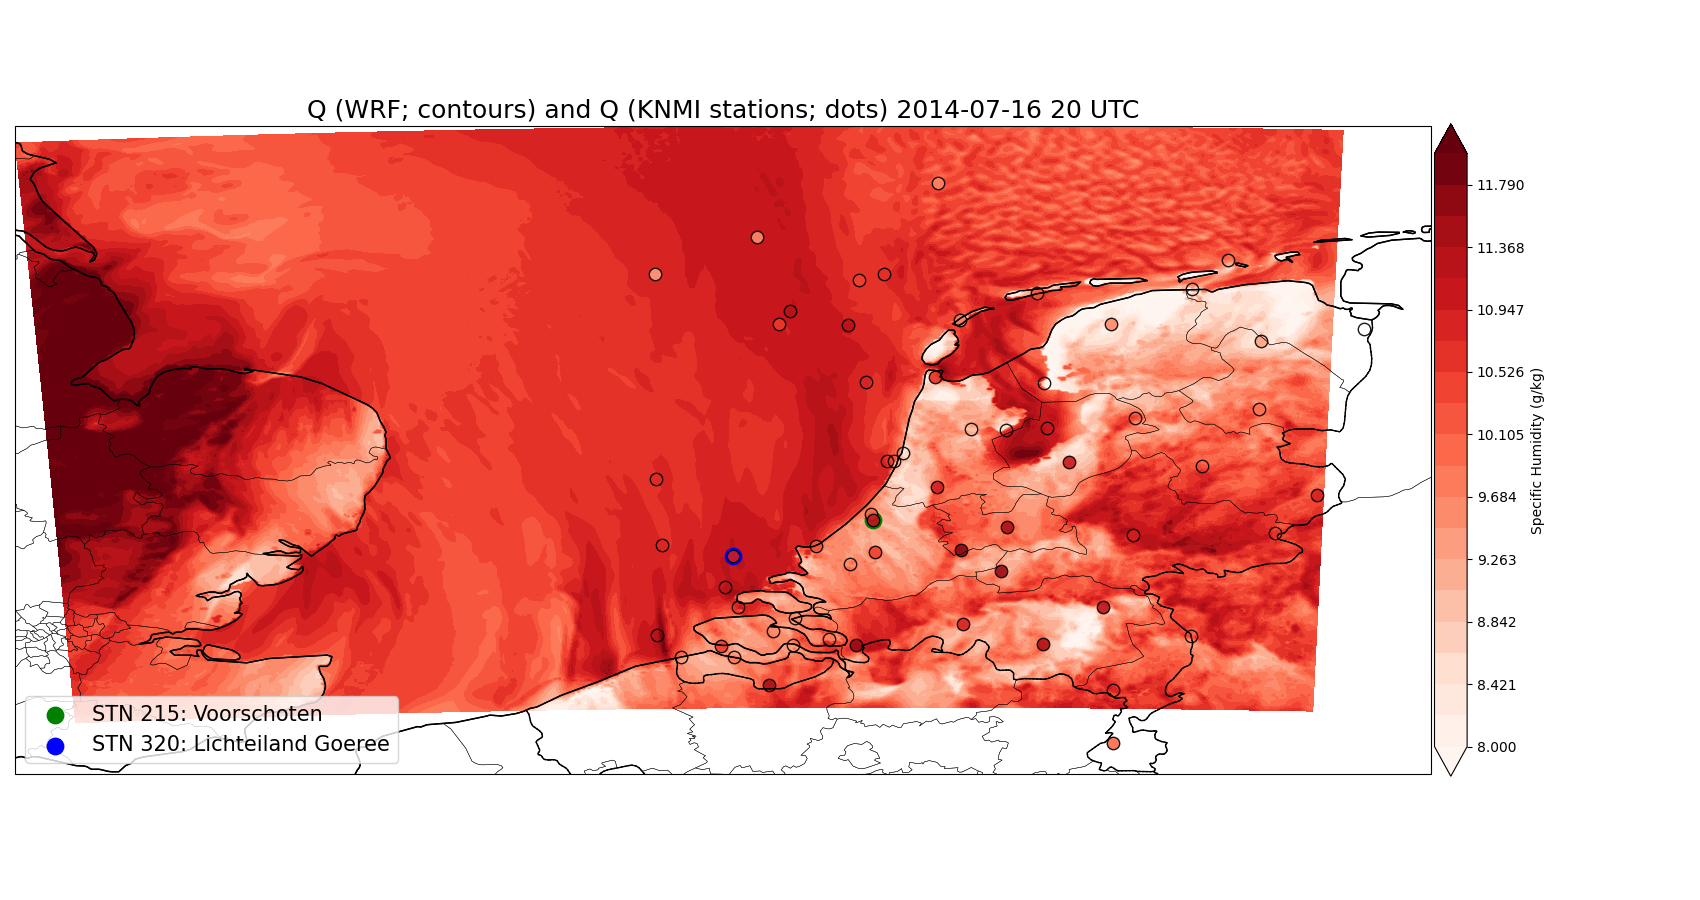 Q (WRF; contours) and Q (KNMI stations; dots) 2014-07-16 20 UTC
11.790
11.368
10.947
10.526
10.105
9.684
9.263
8.842
8.421
8.000
Specific Humidity (g/kg)
STN 215: Voorschoten
STN 320: Lichteiland Goeree